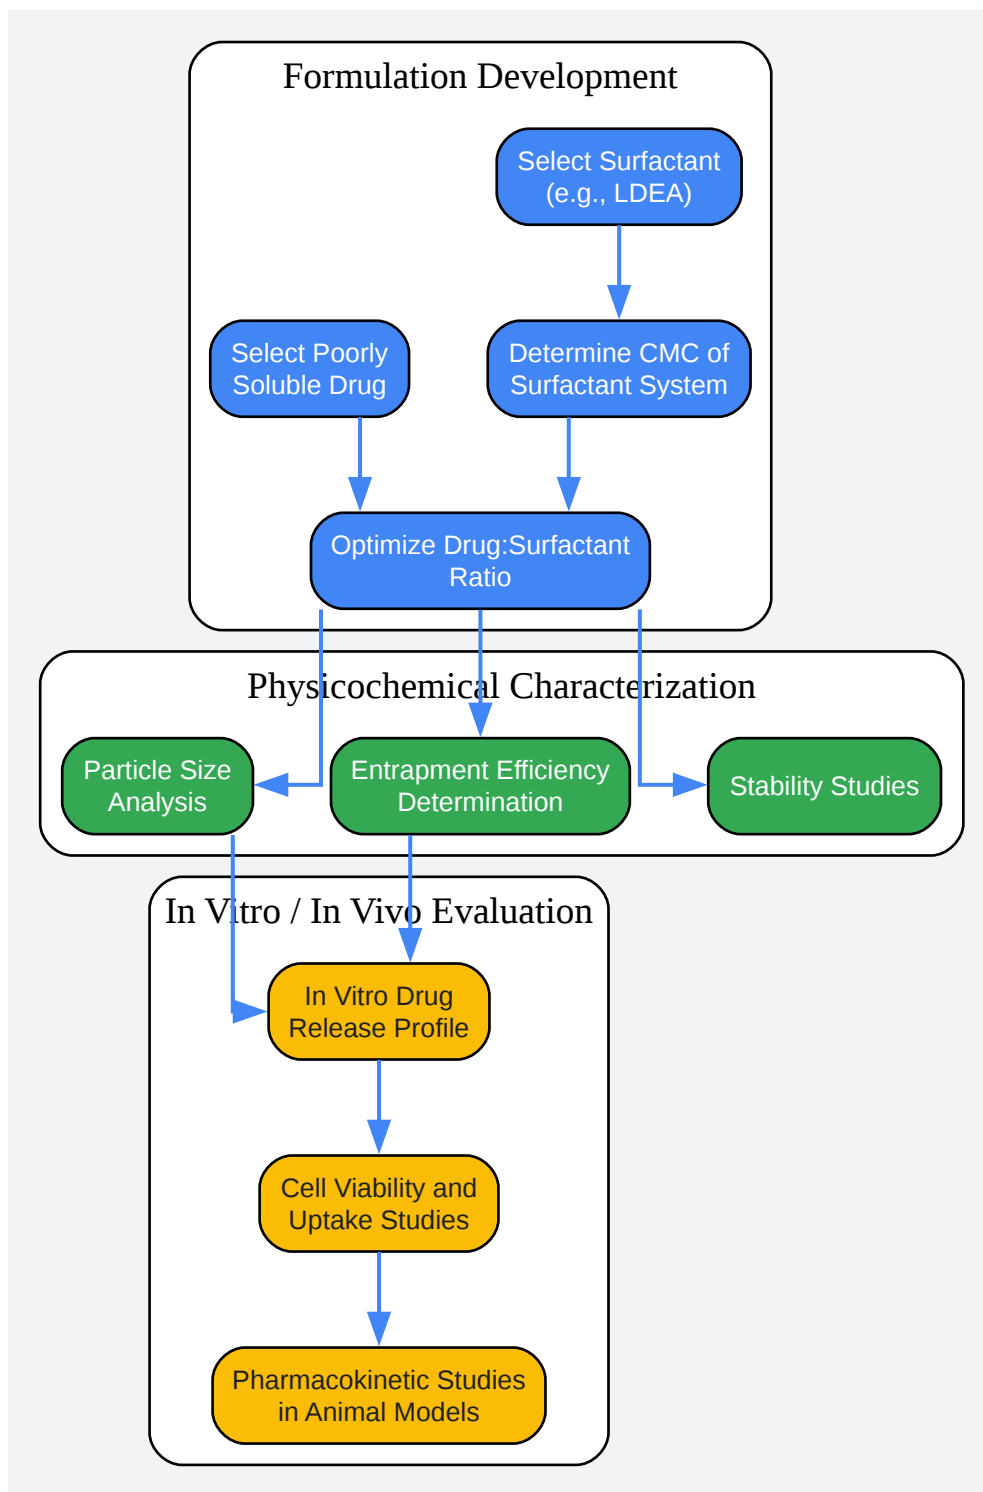 Formulation Development
Select Surfactant
(e.g., LDEA)
Select Poorly
Soluble Drug
Determine CMC of
Surfactant System
Optimize Drug:Surfactant
Ratio
Physicochemical Characterization
Particle Size
Analysis
Entrapment Efficiency
Determination
Stability Studies
In Vitro / In Vivo Evaluation
In Vitro Drug
Release Profile
Cell Viability and
Uptake Studies
Pharmacokinetic Studies
in Animal Models